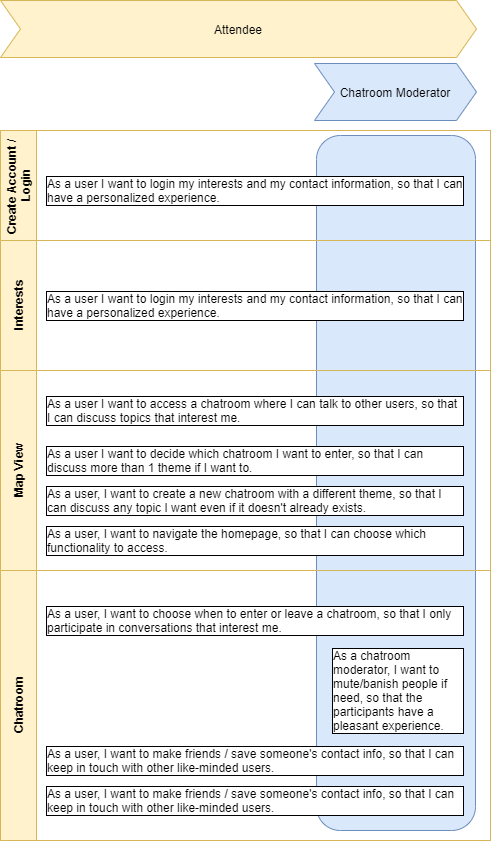 Attendee
Chatroom Moderator
Create Account /
Login
As a user I want to login my interests and my contact information, so that I can
have a personalized experience.
Interests
As a user I want to login my interests and my contact information, so that I can
have a personalized experience.
Map View
As a user I want to access a chatroom where I can talk to other users, so that
I can discuss topics that interest me.
As a user I want to decide which chatroom I want to enter, so that I can
discuss more than 1 theme if I want to.
As a user, I want to create a new chatroom with a different theme, so that I
can discuss any topic I want even if it doesn't already exists.
As a user, I want to navigate the homepage, so that I can choose which
functionality to access.
Chatroom
As a user, I want to choose when to enter or leave a chatroom, so that I only
participate in conversations that interest me.
As a chatroom
moderator, I want to
mute/banish people if
need, so that the
participants have a
pleasant experience.
As a user, I want to make friends / save someone's contact info, so that I can
keep in touch with other like-minded users.
As a user, I want to make friends / save someone's contact info, so that I can
keep in touch with other like-minded users.